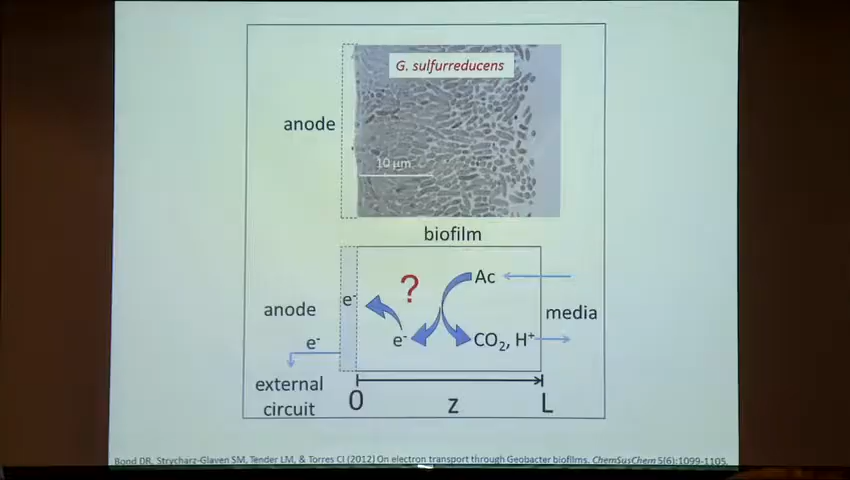 G. sulfurreducens
anode
10 μm
biofilm
?
Ac
e⁻
anode
media
e⁻
e⁻
CO₂, H⁺
external
circuit
0
z
L
Bond DR, Strycharz-Glaven SM, Tender LM, & Torres CI (2012) On electron transport through Geobacter biofilms. ChemSusChem 5(6):1099-1105.